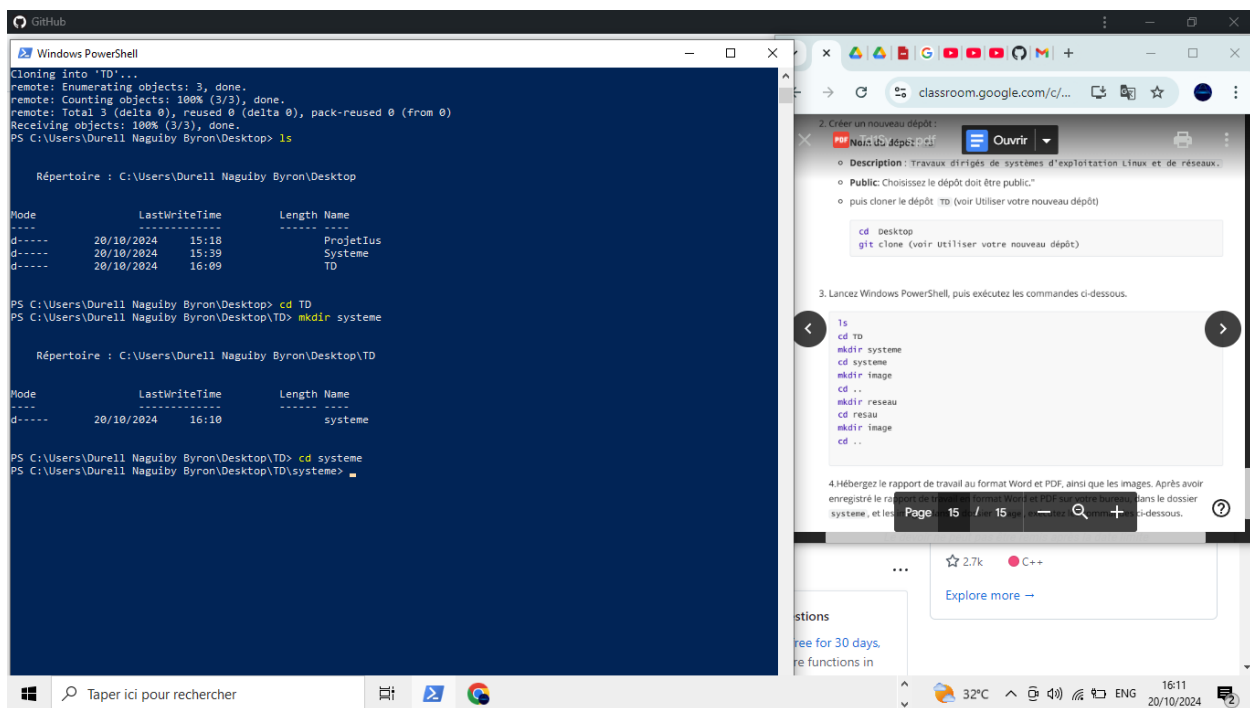 GitHub
Windows PowerShell
Cloning into 'TD'...
remote: Enumerating objects: 3, done.
remote: Counting objects: 100% (3/3), done.
remote: Total 3 (delta 0), reused 0 (delta 0), pack-reused 0 (from 0)
Receiving objects: 100% (3/3), done.
PS C:\Users\Durell Naguiby Byron\Desktop> ls
Répertoire : C:\Users\Durell Naguiby Byron\Desktop
Mode LastWriteTime Length Name
---- ------------- ------ ----
d----- 20/10/2024 15:18 ProjetIus
d----- 20/10/2024 15:39 Systeme
d----- 20/10/2024 16:09 TD
PS C:\Users\Durell Naguiby Byron\Desktop> cd TD
PS C:\Users\Durell Naguiby Byron\Desktop\TD> mkdir systeme
Répertoire : C:\Users\Durell Naguiby Byron\Desktop\TD
Mode LastWriteTime Length Name
---- ------------- ------ ----
d----- 20/10/2024 16:10 systeme
PS C:\Users\Durell Naguiby Byron\Desktop\TD> cd systeme
PS C:\Users\Durell Naguiby Byron\Desktop\TD\systeme>
classroom.google.com/c/...
2. Créer un nouveau dépôt :
PDF
Nom du dépôt
Ouvrir
Description : Travaux dirigés de systèmes d'exploitation Linux et de réseaux.
Public: Choisissez le dépôt doit être public."
puis cloner le dépôt TD (voir Utiliser votre nouveau dépôt)
cd Desktop
git clone (voir Utiliser votre nouveau dépôt)
3. Lancez Windows PowerShell, puis exécutez les commandes ci-dessous.
ls
cd TD
mkdir systeme
cd systeme
mkdir image
cd ..
mkdir reseau
cd resau
mkdir image
cd ..
4.Hébergez le rapport de travail au format Word et PDF, ainsi que les images. Après avoir
enregistré le rapport de travail au format Word et PDF sur votre bureau, dans le dossier
systeme, et les ci-dessous.
Page 15 / 15
2.7k C++
Explore more →
stions
ree for 30 days,
re functions in
Taper ici pour rechercher
32°C
ENG
16:11
20/10/2024
2